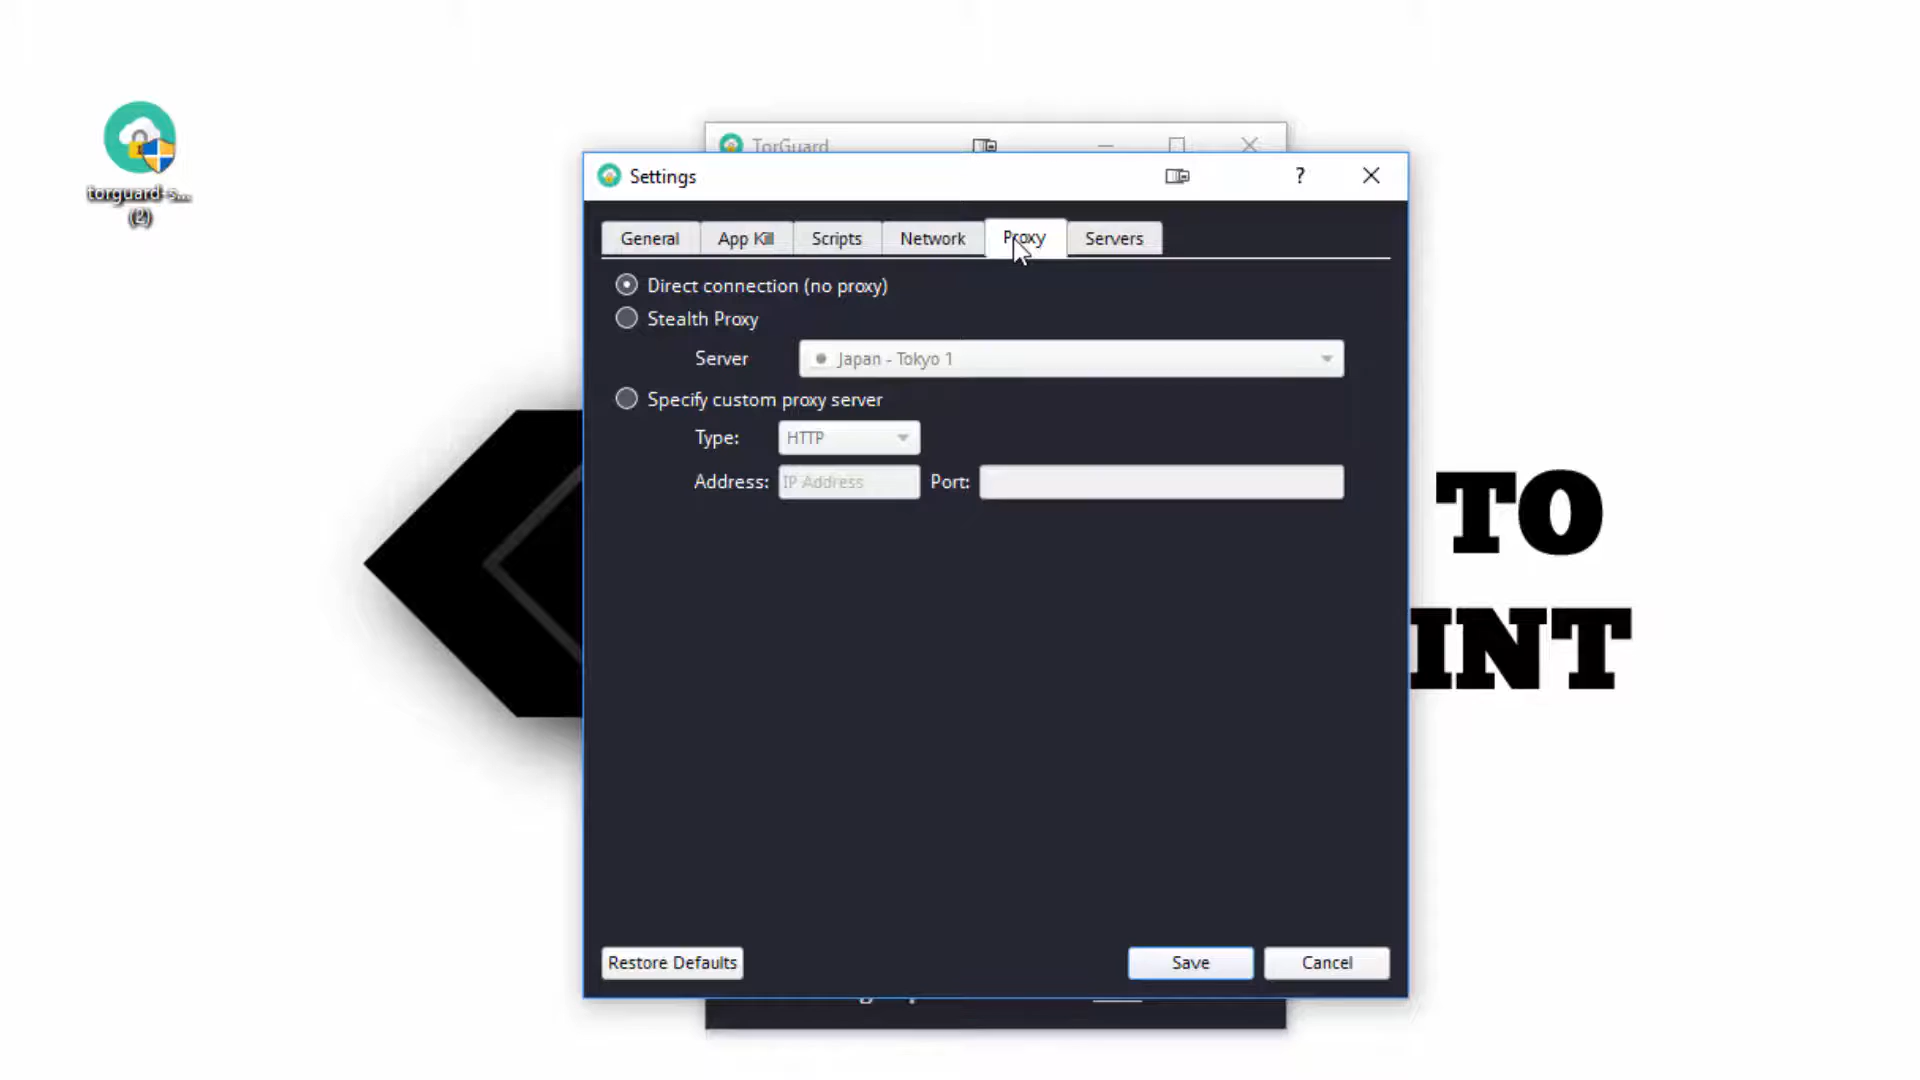 torguard-s...
(2)
TorGuard
Settings
?
General
App Kill
Scripts
Network
Proxy
Servers
Direct connection (no proxy)
Stealth Proxy
Server
Japan - Tokyo 1
Specify custom proxy server
Type:
HTTP
Address:
IP Address
Port:
TO
INT
Restore Defaults
Save
Cancel